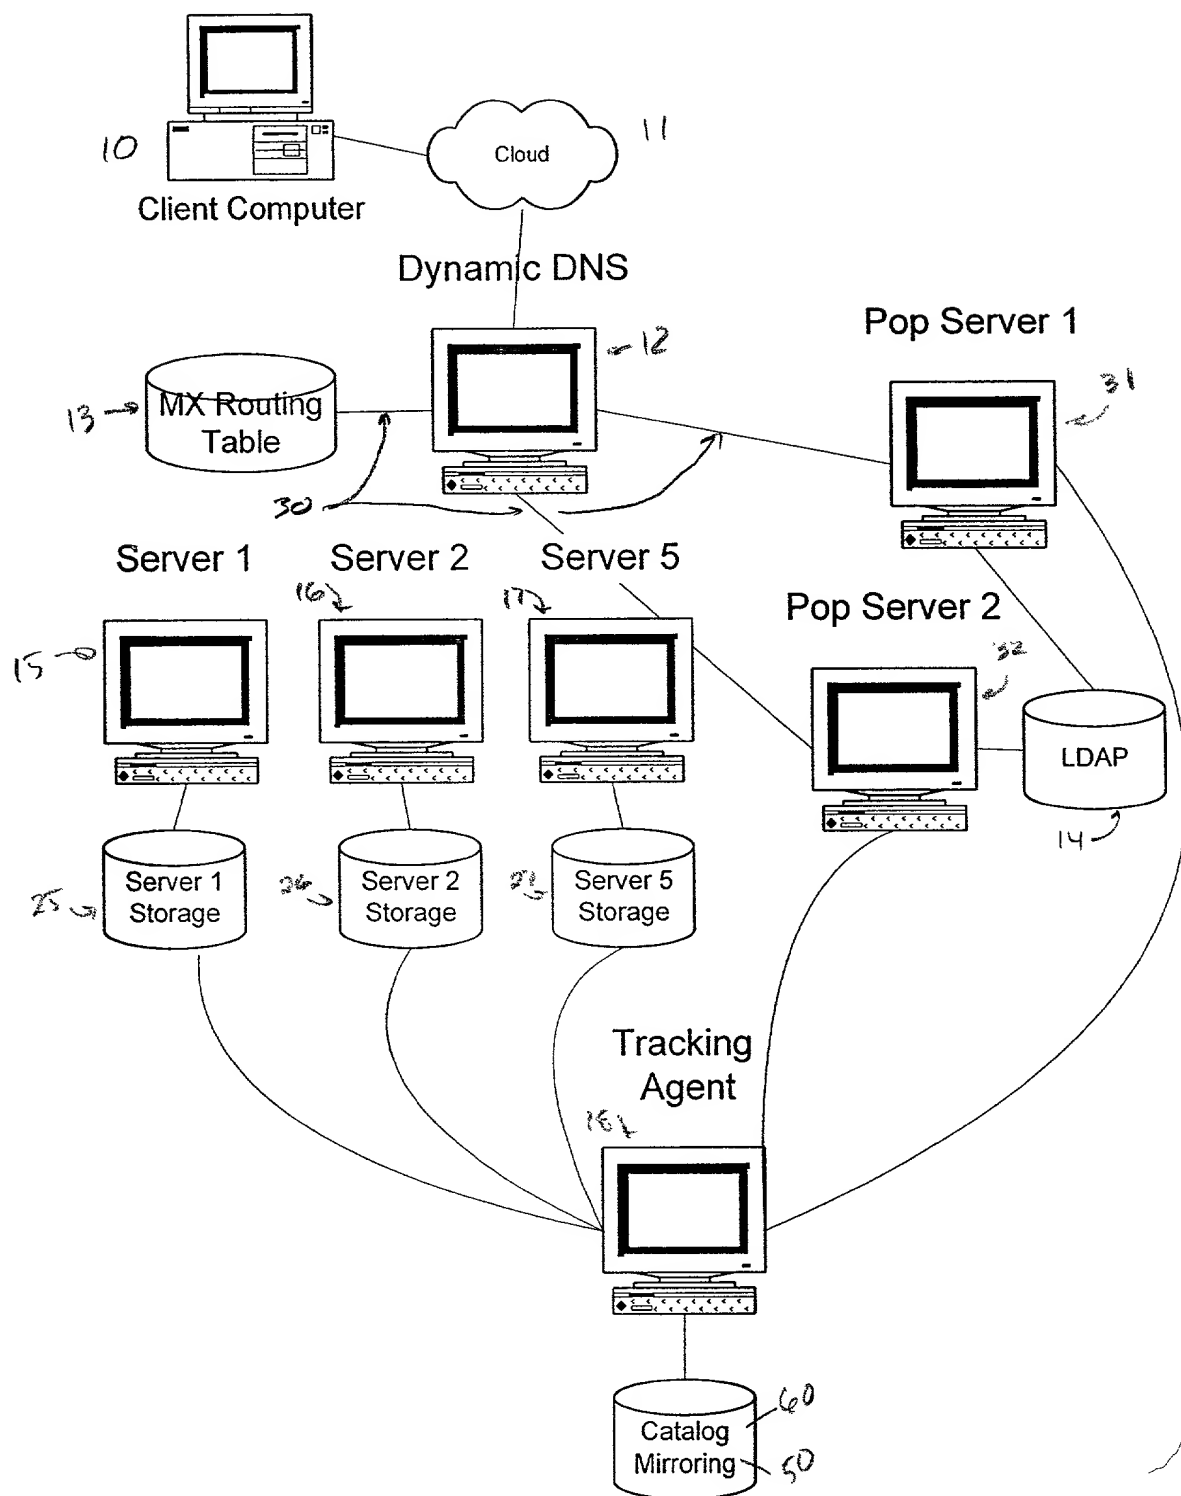 10
Client Computer
Cloud
11
Dynamic DNS
12
MX Routing
Table
13
30
Pop Server 1
31
Server 1
Server 2
Server 5
15
16
17
Pop Server 2
32
LDAP
14
Server 1
Storage
25
Server 2
Storage
26
Server 5
Storage
Tracking
Agent
18
Catalog
Mirroring
60
50